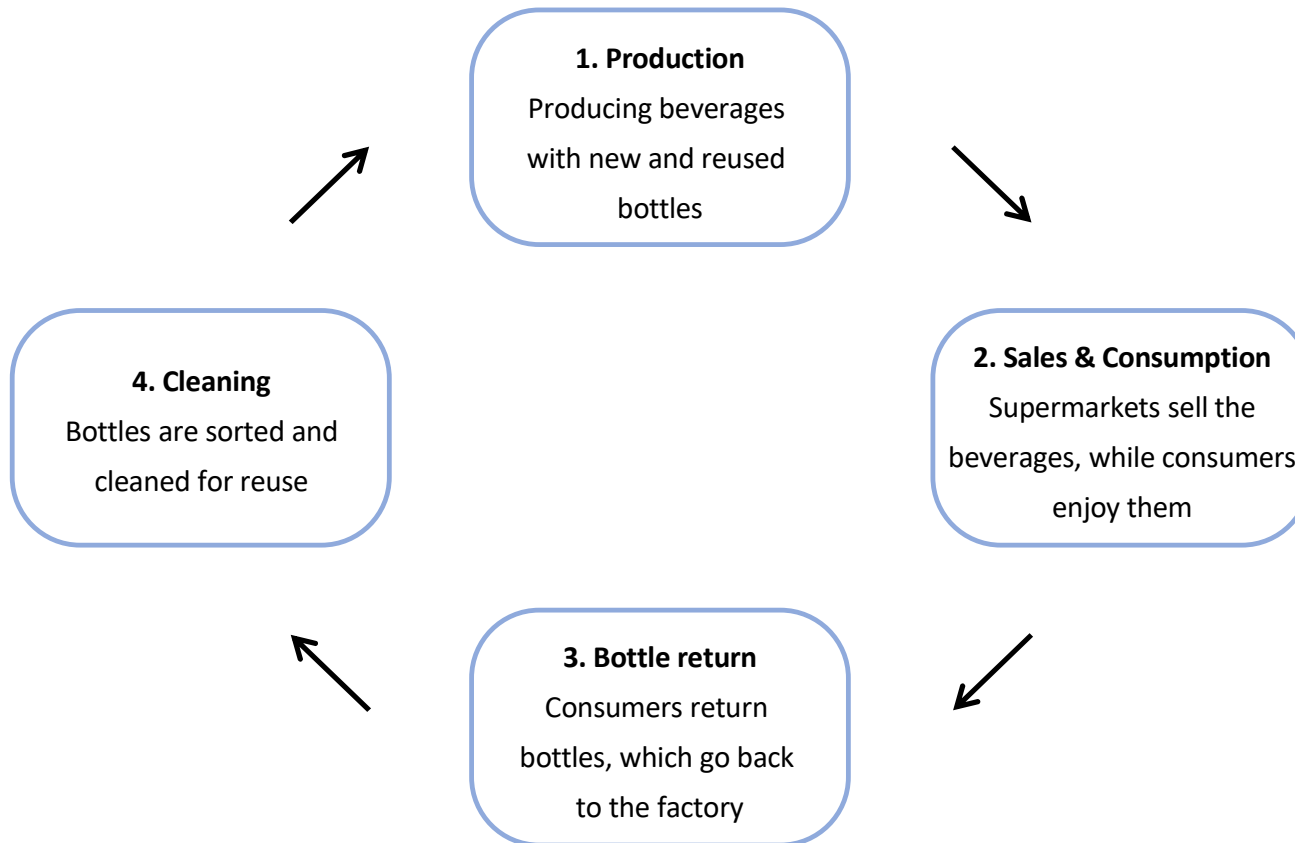 1. Production
Producing beverages
with new and reused
bottles
2. Sales & Consumption
Supermarkets sell the
beverages, while consumers
enjoy them
3. Bottle return
Consumers return
bottles, which go back
to the factory
4. Cleaning
Bottles are sorted and
cleaned for reuse